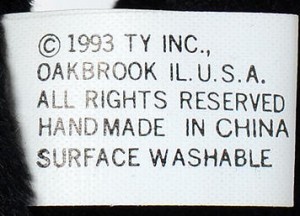 © 1993 TY INC.,
OAKBROOK IL. U.S.A.
ALL RIGHTS RESERVED
HANDMADE IN CHINA
SURFACE WASHABLE